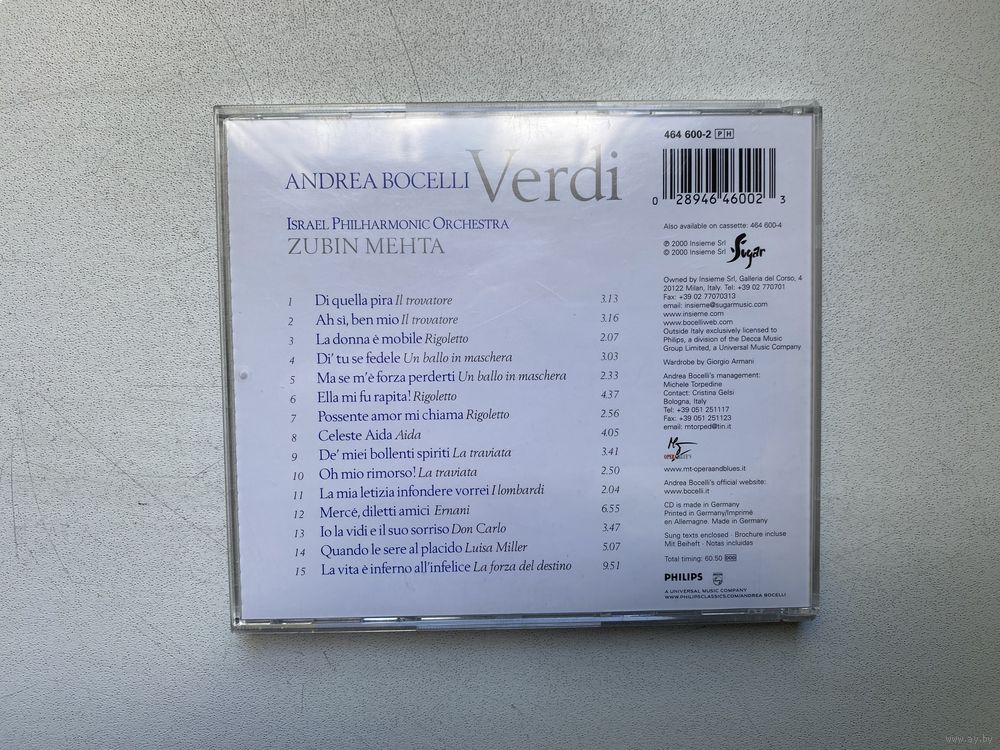 ANDREA BOCELLI Verdi
ISRAEL PHILHARMONIC ORCHESTRA
ZUBIN MEHTA
1 Di quella pira Il trovatore 3.13
2 Ah sì, ben mio Il trovatore 3.16
3 La donna è mobile Rigoletto 2.07
4 Di' tu se fedele Un ballo in maschera 3.03
5 Ma se m'è forza perderti Un ballo in maschera 2.33
6 Ella mi fu rapita! Rigoletto 4.37
7 Possente amor mi chiama Rigoletto 2.56
8 Celeste Aida Aida 4.05
9 De' miei bollenti spiriti La traviata 3.41
10 Oh mio rimorso! La traviata 2.50
11 La mia letizia infondere vorrei I lombardi 2.04
12 Mercé, diletti amici Ernani 6.55
13 Io la vidi e il suo sorriso Don Carlo 3.47
14 Quando le sere al placido Luisa Miller 5.07
15 La vita è inferno all'infelice La forza del destino 9.51
464 600-2 PH
0 28946 46002 3
Also available on cassette: 464 600-4
℗ 2000 Insieme Srl
© 2000 Insieme Srl
Sugar
Owned by Insieme Srl, Galleria del Corso, 4
20122 Milan, Italy. Tel: +39 02 770701
Fax: +39 02 77070313
email: insieme@sugarmusic.com
www.insieme.com
www.bocelliweb.com
Outside Italy exclusively licensed to
Philips, a division of the Decca Music
Group Limited, a Universal Music Company
Wardrobe by Giorgio Armani
Andrea Bocelli's management:
Michele Torpedine
Contact: Cristina Gelsi
Bologna, Italy
Tel: +39 051 251117
Fax: +39 051 251123
email: mtorped@tin.it
www.mt-operaandblues.it
Andrea Bocelli's official website:
www.bocelli.it
CD is made in Germany
Printed in Germany/Imprimé
en Allemagne. Made in Germany
Sung texts enclosed · Brochure incluse
Mit Beiheft · Notas incluidas
Total timing: 60.50 DDD
PHILIPS
A UNIVERSAL MUSIC COMPANY
WWW.PHILIPSCLASSICS.COM/ANDREA BOCELLI
www.ay.by